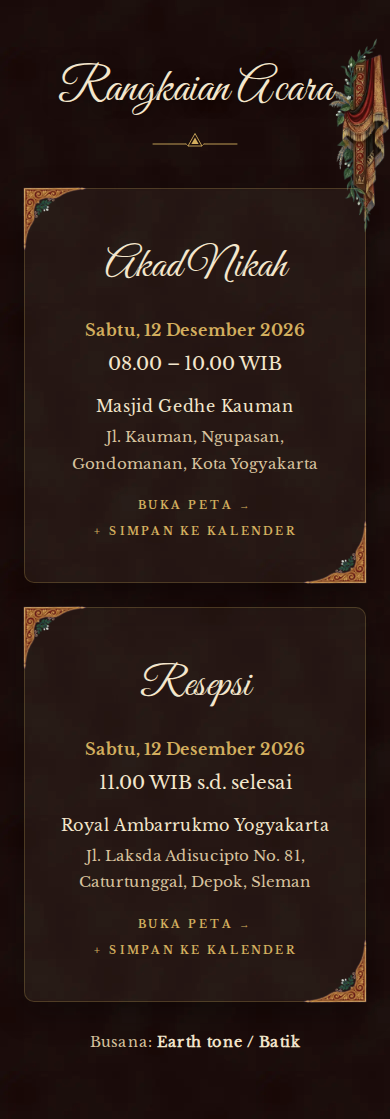 Rangkaian Acara
Akad Nikah
Sabtu, 12 Desember 2026
08.00 – 10.00 WIB
Masjid Gedhe Kauman
Jl. Kauman, Ngupasan,
Gondomanan, Kota Yogyakarta
BUKA PETA →
+ SIMPAN KE KALENDER
Resepsi
Sabtu, 12 Desember 2026
11.00 WIB s.d. selesai
Royal Ambarrukmo Yogyakarta
Jl. Laksda Adisucipto No. 81,
Caturtunggal, Depok, Sleman
BUKA PETA →
+ SIMPAN KE KALENDER
Busana: Earth tone / Batik